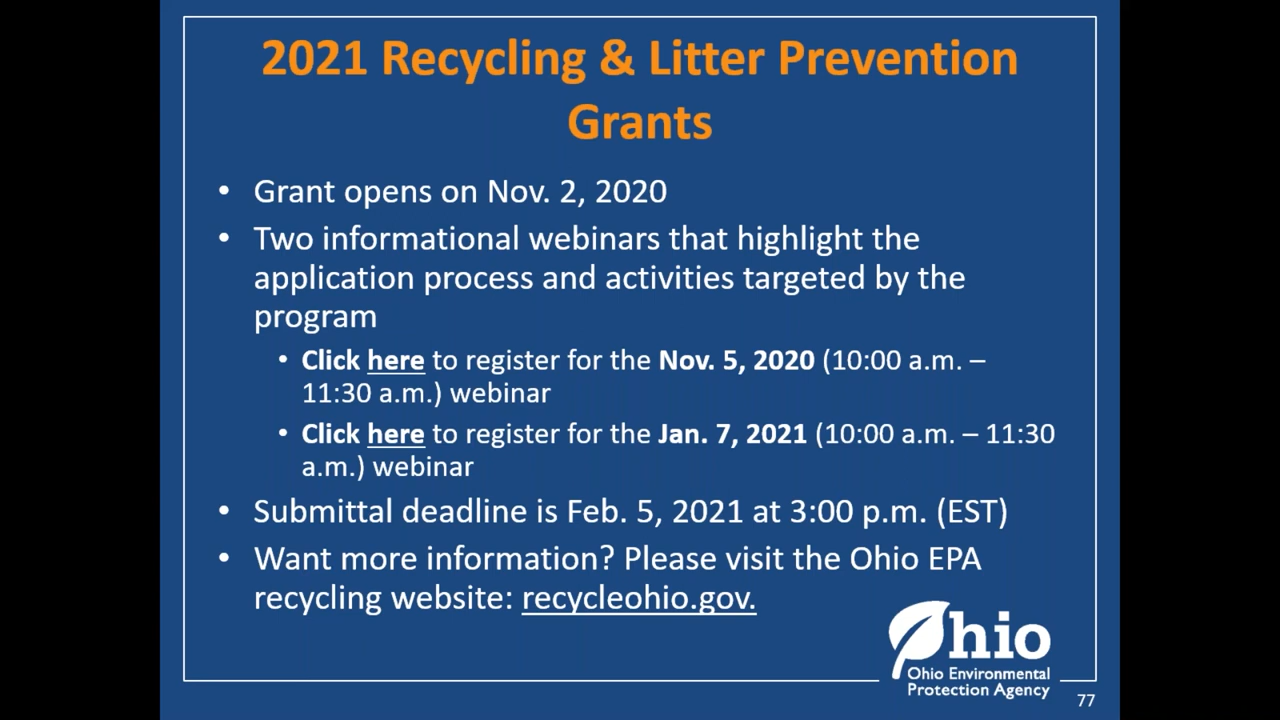 2021 Recycling & Litter Prevention
Grants
• Grant opens on Nov. 2, 2020
• Two informational webinars that highlight the
application process and activities targeted by the
program
• Click here to register for the Nov. 5, 2020 (10:00 a.m. –
11:30 a.m.) webinar
• Click here to register for the Jan. 7, 2021 (10:00 a.m. – 11:30
a.m.) webinar
• Submittal deadline is Feb. 5, 2021 at 3:00 p.m. (EST)
• Want more information? Please visit the Ohio EPA
recycling website: recycleohio.gov.
Ohio
Ohio Environmental
Protection Agency
77